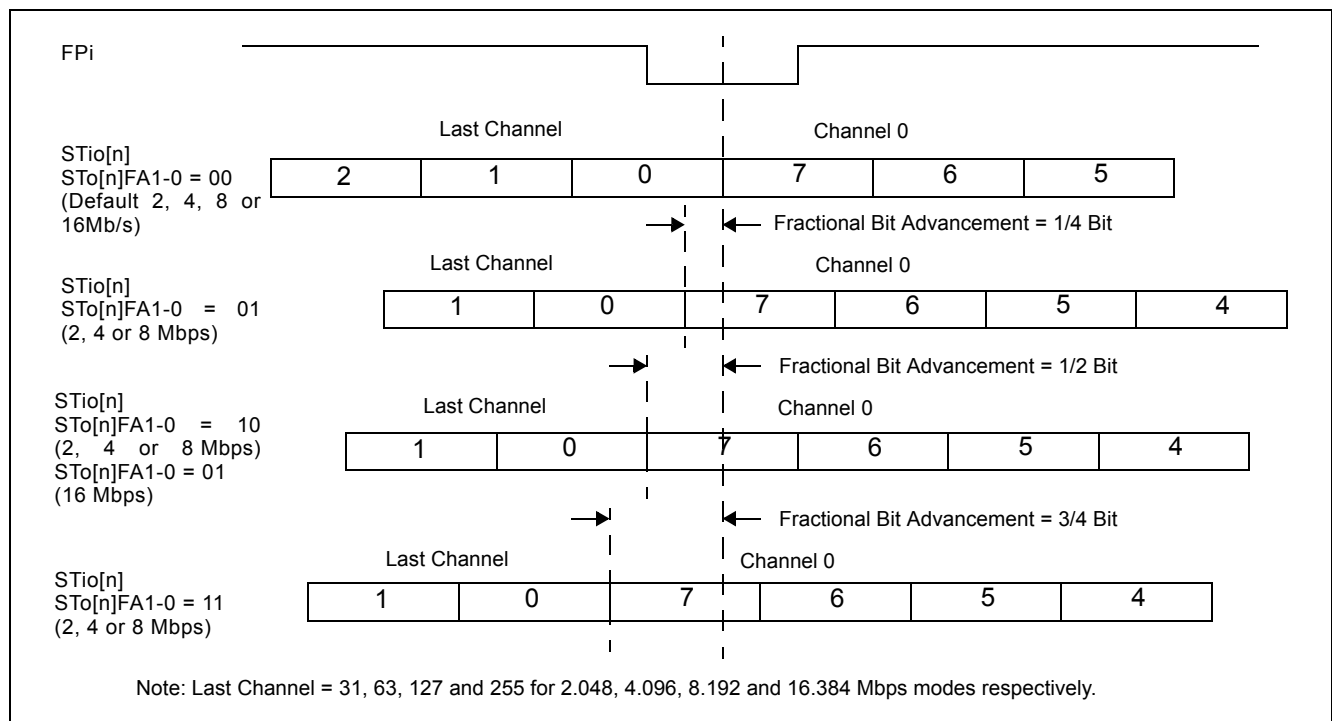 FPi
Last Channel
Channel 0
STio[n]
STo[n]FA1-0 = 00
(Default 2, 4, 8 or
16Mb/s)
2 1 0 7 6 5
Fractional Bit Advancement = 1/4 Bit
Last Channel
Channel 0
STio[n]
STo[n]FA1-0 = 01
(2, 4 or 8 Mbps)
1 0 7 6 5 4
Fractional Bit Advancement = 1/2 Bit
Last Channel
Channel 0
STio[n]
STo[n]FA1-0 = 10
(2, 4 or 8 Mbps)
STo[n]FA1-0 = 01
(16 Mbps)
1 0 7 6 5 4
Fractional Bit Advancement = 3/4 Bit
Last Channel
Channel 0
STio[n]
STo[n]FA1-0 = 11
(2, 4 or 8 Mbps)
1 0 7 6 5 4
Note: Last Channel = 31, 63, 127 and 255 for 2.048, 4.096, 8.192 and 16.384 Mbps modes respectively.